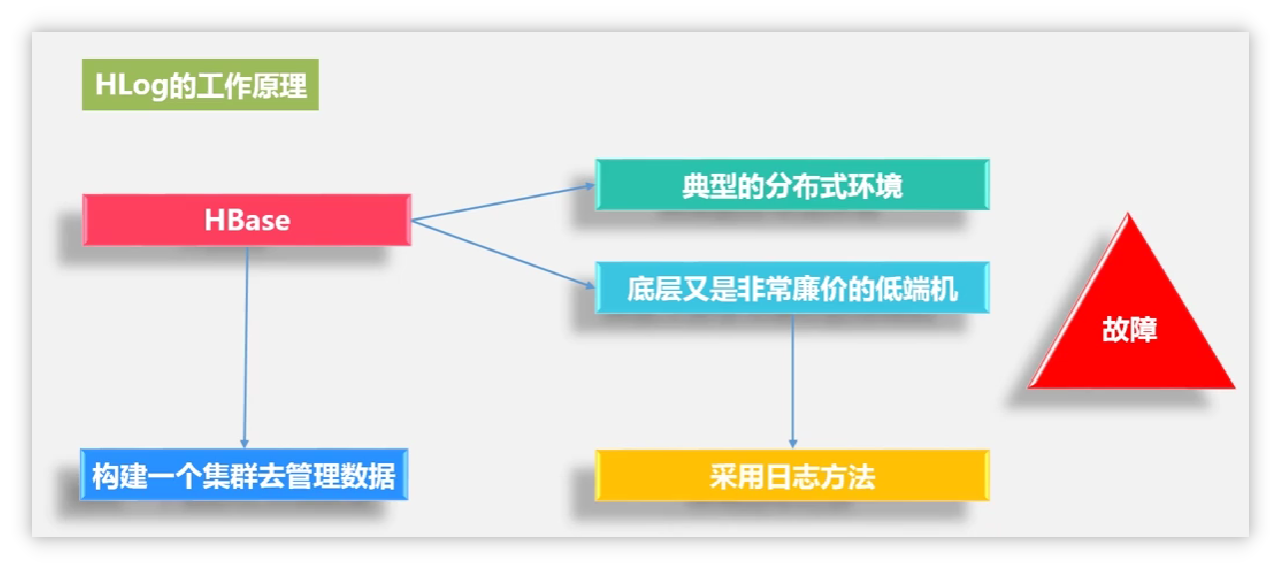 HLog的工作原理
HBase
典型的分布式环境
底层又是非常廉价的低端机
故障
构建一个集群去管理数据
采用日志方法